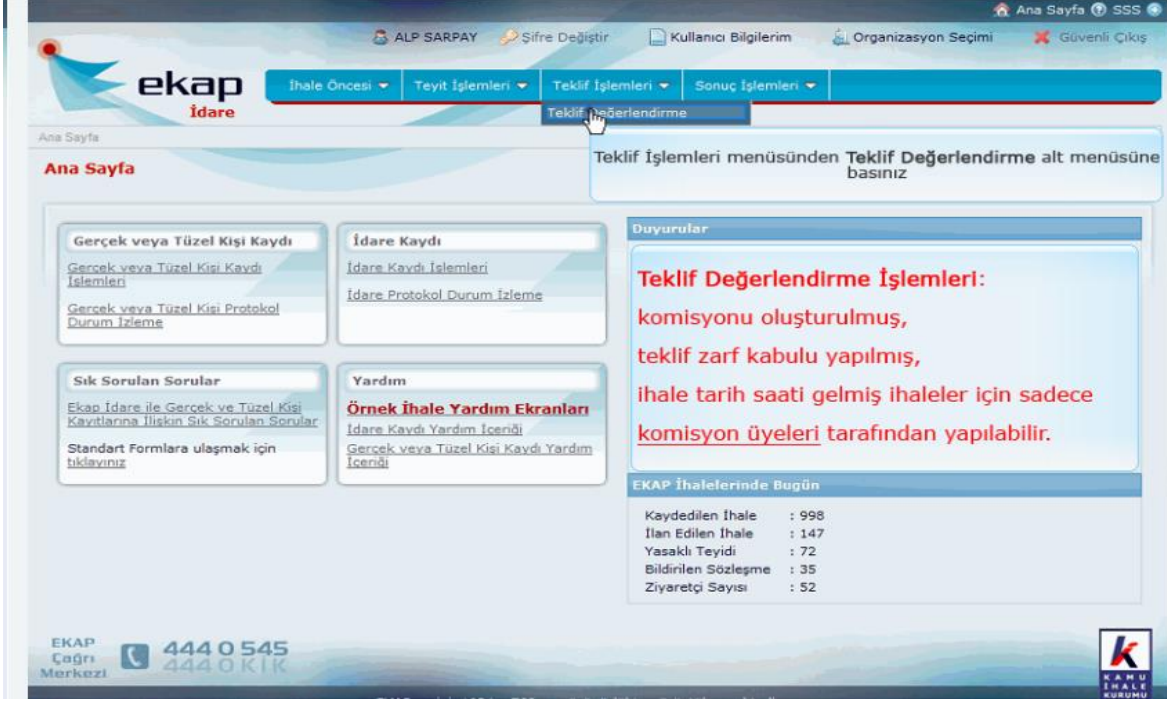 Ana Sayfa SSS
ALP SARPAY Şifre Değiştir Kullanıcı Bilgilerim Organizasyon Seçimi Güvenli Çıkış
ekap
İdare
İhale Öncesi Teyit İşlemleri Teklif İşlemleri Sonuç İşlemleri
Teklif Değerlendirme
Ana Sayfa
Teklif İşlemleri menüsünden Teklif Değerlendirme alt menüsüne
basınız
Ana Sayfa
Gerçek veya Tüzel Kişi Kaydı
Gerçek veya Tüzel Kişi Kaydı
İşlemleri
Gerçek veya Tüzel Kişi Protokol
Durum İzleme
İdare Kaydı
İdare Kaydı İşlemleri
İdare Protokol Durum İzleme
Sık Sorulan Sorular
Ekap İdare ile Gerçek ve Tüzel Kişi
Kayıtlarına İlişkin Sık Sorulan Sorular
Standart Formlara ulaşmak için
tıklayınız
Yardım
Örnek İhale Yardım Ekranları
İdare Kaydı Yardım İçeriği
Gerçek veya Tüzel Kişi Kaydı Yardım
İçeriği
Duyurular
Teklif Değerlendirme İşlemleri:
komisyonu oluşturulmuş,
teklif zarf kabulu yapılmış,
ihale tarih saati gelmiş ihaleler için sadece
komisyon üyeleri tarafından yapılabilir.
EKAP İhalelerinde Bugün
Kaydedilen İhale : 998
İlan Edilen İhale : 147
Yasaklı Teyidi : 72
Bildirilen Sözleşme : 35
Ziyaretçi Sayısı : 52
EKAP
Çağrı
Merkezi
444 0 545
444 0 KİK
KAMU
İHALE
KURUMU